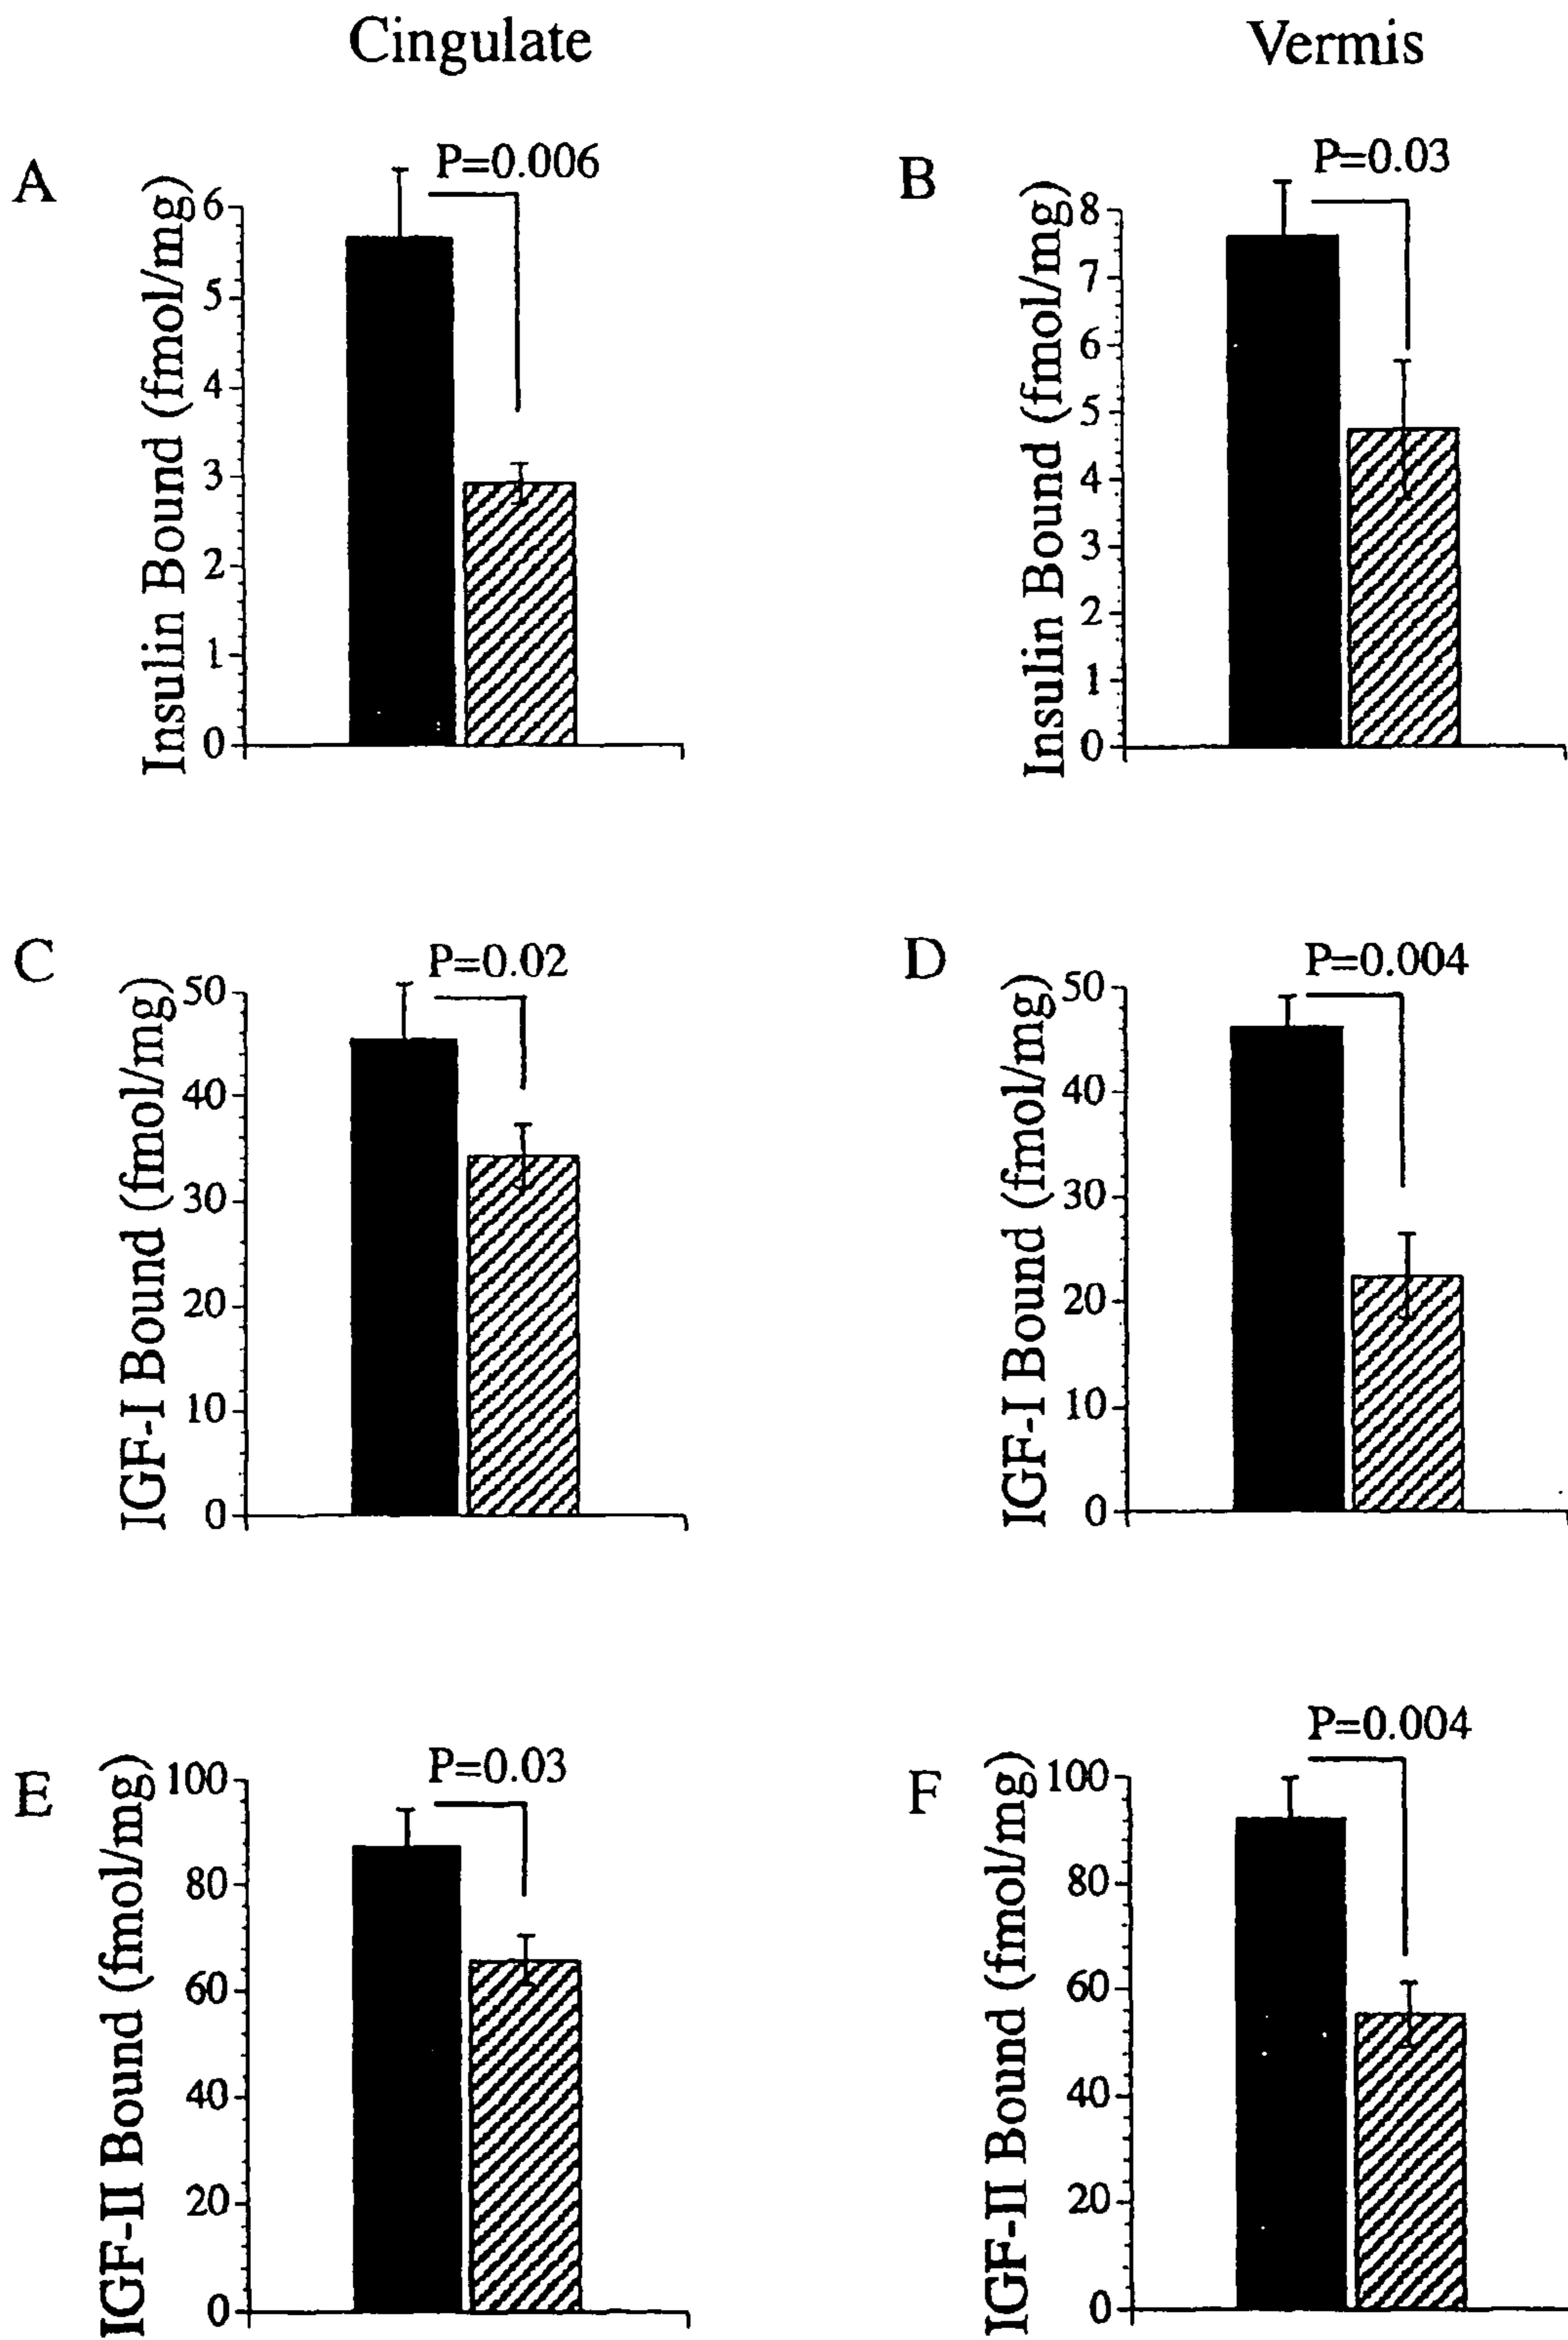 Cingulate
Vermis
A
P=0.006
Insulin Bound (fmol/mg)
6
5
4
3
2
1
0
B
P=0.03
Insulin Bound (fmol/mg)
8
7
6
5
4
3
2
1
0
C
P=0.02
IGF-I Bound (fmol/mg)
50
40
30
20
10
0
D
P=0.004
IGF-I Bound (fmol/mg)
50
40
30
20
10
0
E
P=0.03
IGF-II Bound (fmol/mg)
100
80
60
40
20
0
F
P=0.004
IGF-II Bound (fmol/mg)
100
80
60
40
20
0